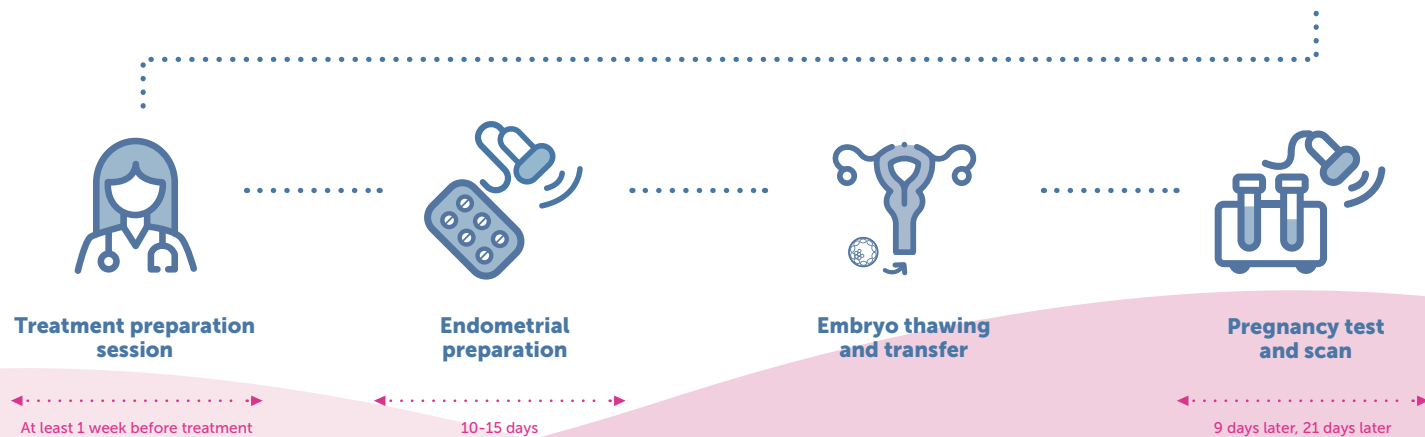 Treatment preparation
session
Endometrial
preparation
Embryo thawing
and transfer
Pregnancy test
and scan
At least 1 week before treatment
10-15 days
9 days later, 21 days later